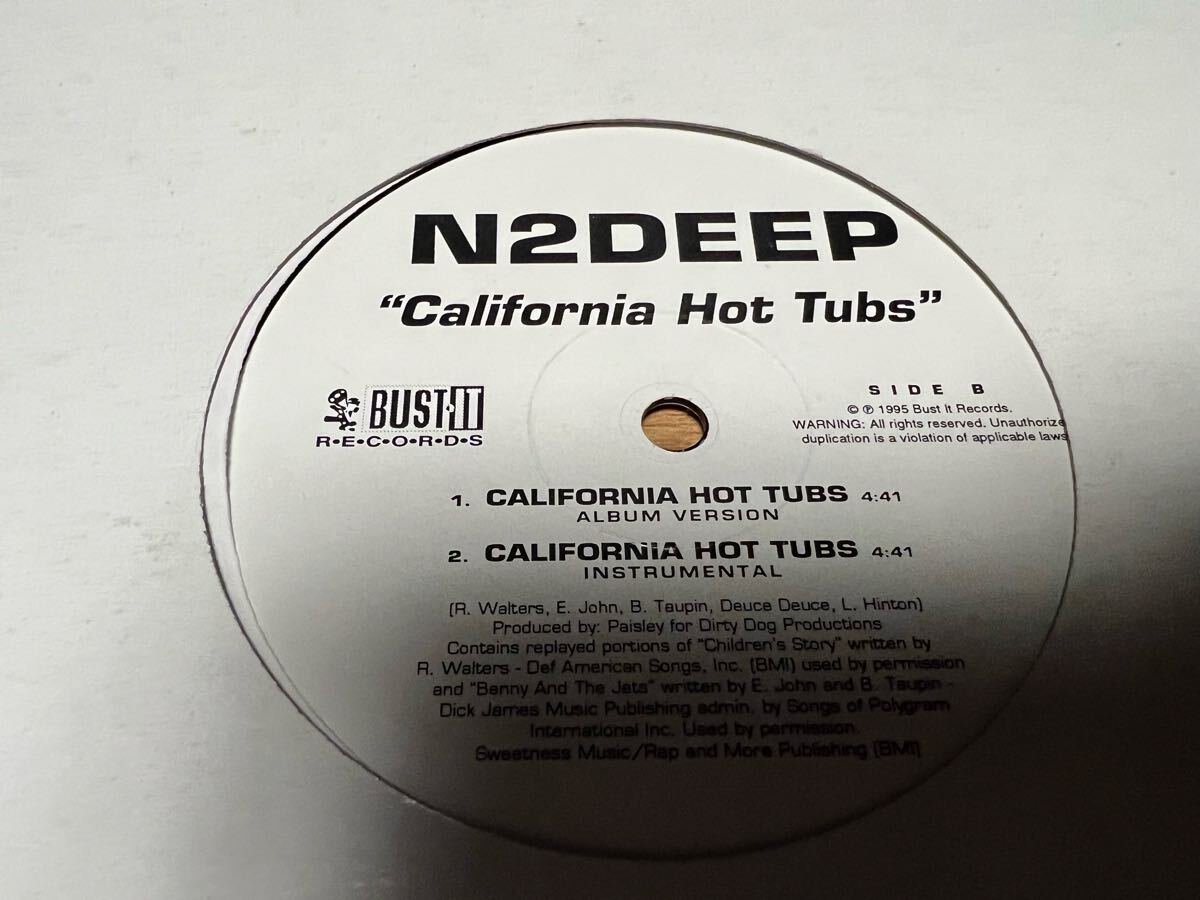 N2DEEP
“California Hot Tubs”
BUST·IT
R·E·C·O·R·D·S
SIDE B
© ℗ 1995 Bust It Records.
WARNING: All rights reserved. Unauthorize
duplication is a violation of applicable laws
1. CALIFORNIA HOT TUBS 4:41
ALBUM VERSION
2. CALIFORNIA HOT TUBS 4:41
INSTRUMENTAL
(R. Walters, E. John, B. Taupin, Deuce Deuce, L. Hinton)
Produced by: Paisley for Dirty Dog Productions
Contains replayed portions of "Children's Story" written by
R. Walters - Def American Songs, Inc. (BMI) used by permission
and "Benny And The Jets" written by E. John and B. Taupin -
Dick James Music Publishing admin. by Songs of Polygram
International Inc. Used by permission.
Sweetness Music/Rap and More Publishing (BMI)